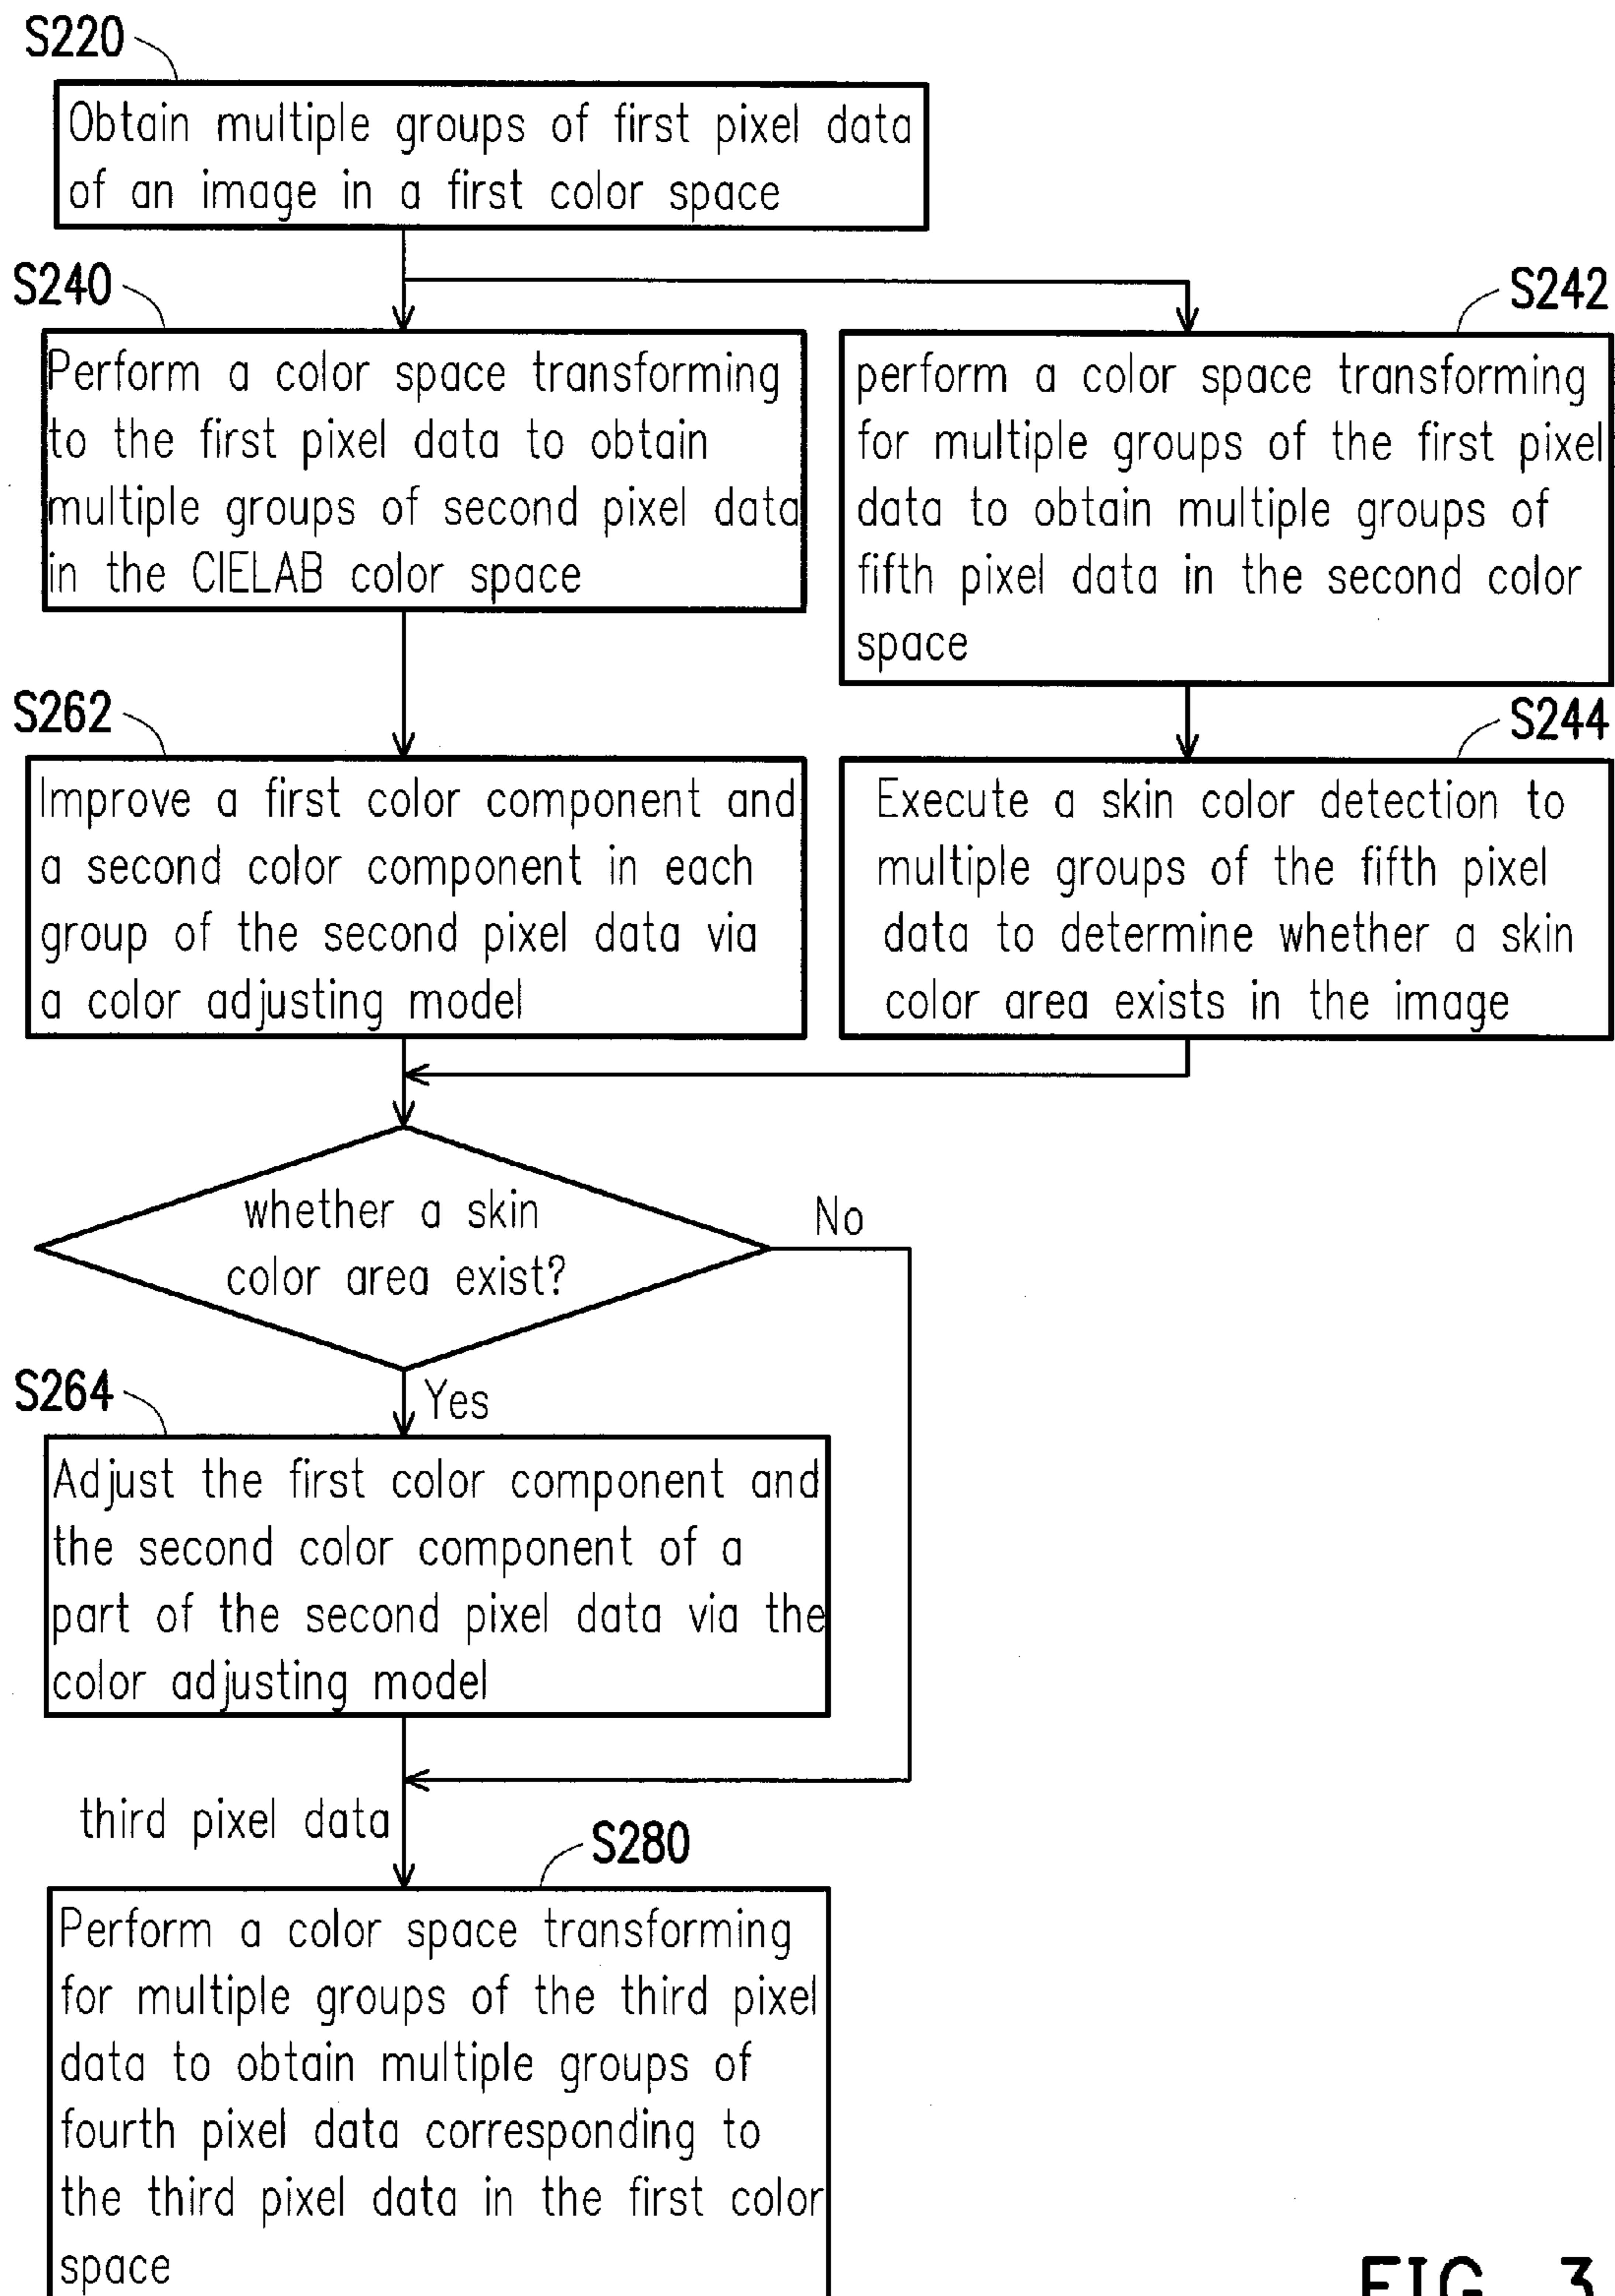 S220
Obtain multiple groups of first pixel data
of an image in a first color space
S240
Perform a color space transforming
to the first pixel data to obtain
multiple groups of second pixel data
in the CIELAB color space
S242
perform a color space transforming
for multiple groups of the first pixel
data to obtain multiple groups of
fifth pixel data in the second color
space
S262
Improve a first color component and
a second color component in each
group of the second pixel data via
a color adjusting model
S244
Execute a skin color detection to
multiple groups of the fifth pixel
data to determine whether a skin
color area exists in the image
whether a skin
color area exist?
No
Yes
S264
Adjust the first color component and
the second color component of a
part of the second pixel data via the
color adjusting model
third pixel data
S280
Perform a color space transforming
for multiple groups of the third pixel
data to obtain multiple groups of
fourth pixel data corresponding to
the third pixel data in the first color
space
FIG. 3